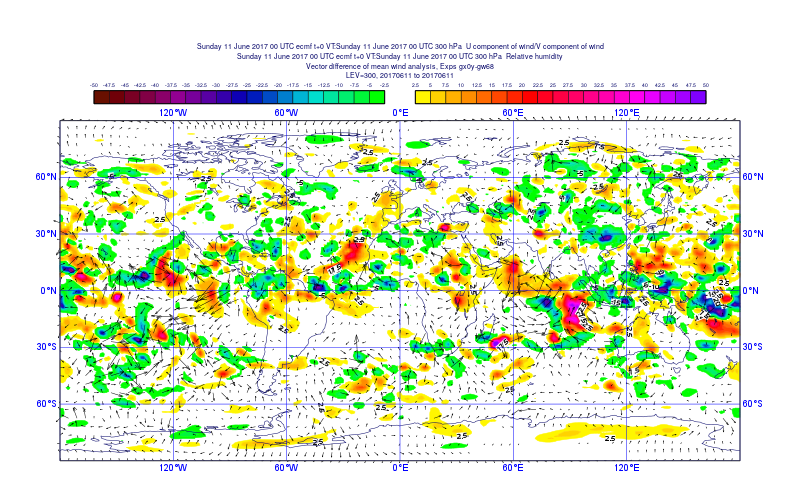 Sunday 11 June 2017 00 UTC ecmf t+0 VT:Sunday 11 June 2017 00 UTC 300 hPa U component of wind/V component of wind
Sunday 11 June 2017 00 UTC ecmf t+0 VT:Sunday 11 June 2017 00 UTC 300 hPa Relative humidity
Vector difference of mean wind analysis, Exps gx0y-gw68
LEV=300, 20170611 to 20170611
-50 -47.5 -45 -42.5 -40 -37.5 -35 -32.5 -30 -27.5 -25 -22.5 -20 -17.5 -15 -12.5 -10 -7.5 -5 -2.5 2.5 5 7.5 10 12.5 15 17.5 20 22.5 25 27.5 30 32.5 35 37.5 40 42.5 45 47.5 50
120°W 60°W 0°E 60°E 120°E
60°N 60°N
30°N 30°N
0°N 0°N
30°S 30°S
60°S 60°S
120°W 60°W 0°E 60°E 120°E